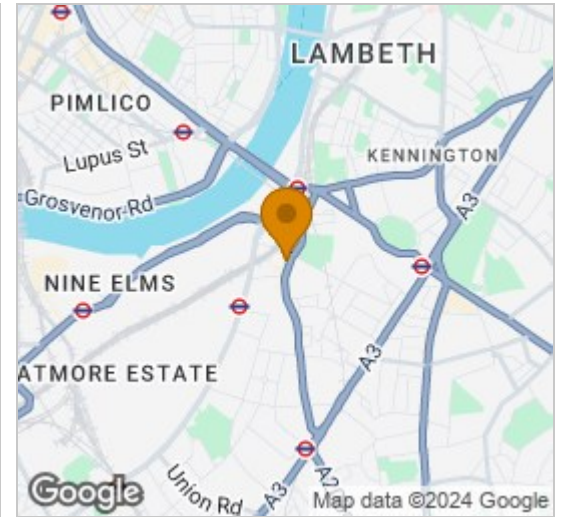 LAMBETH
PIMLICO
Lupus St
KENNINGTON
Grosvenor Rd
A3
NINE ELMS
ATMORE ESTATE
A3
Union Rd
A3
A2
Google
Map data ©2024 Google